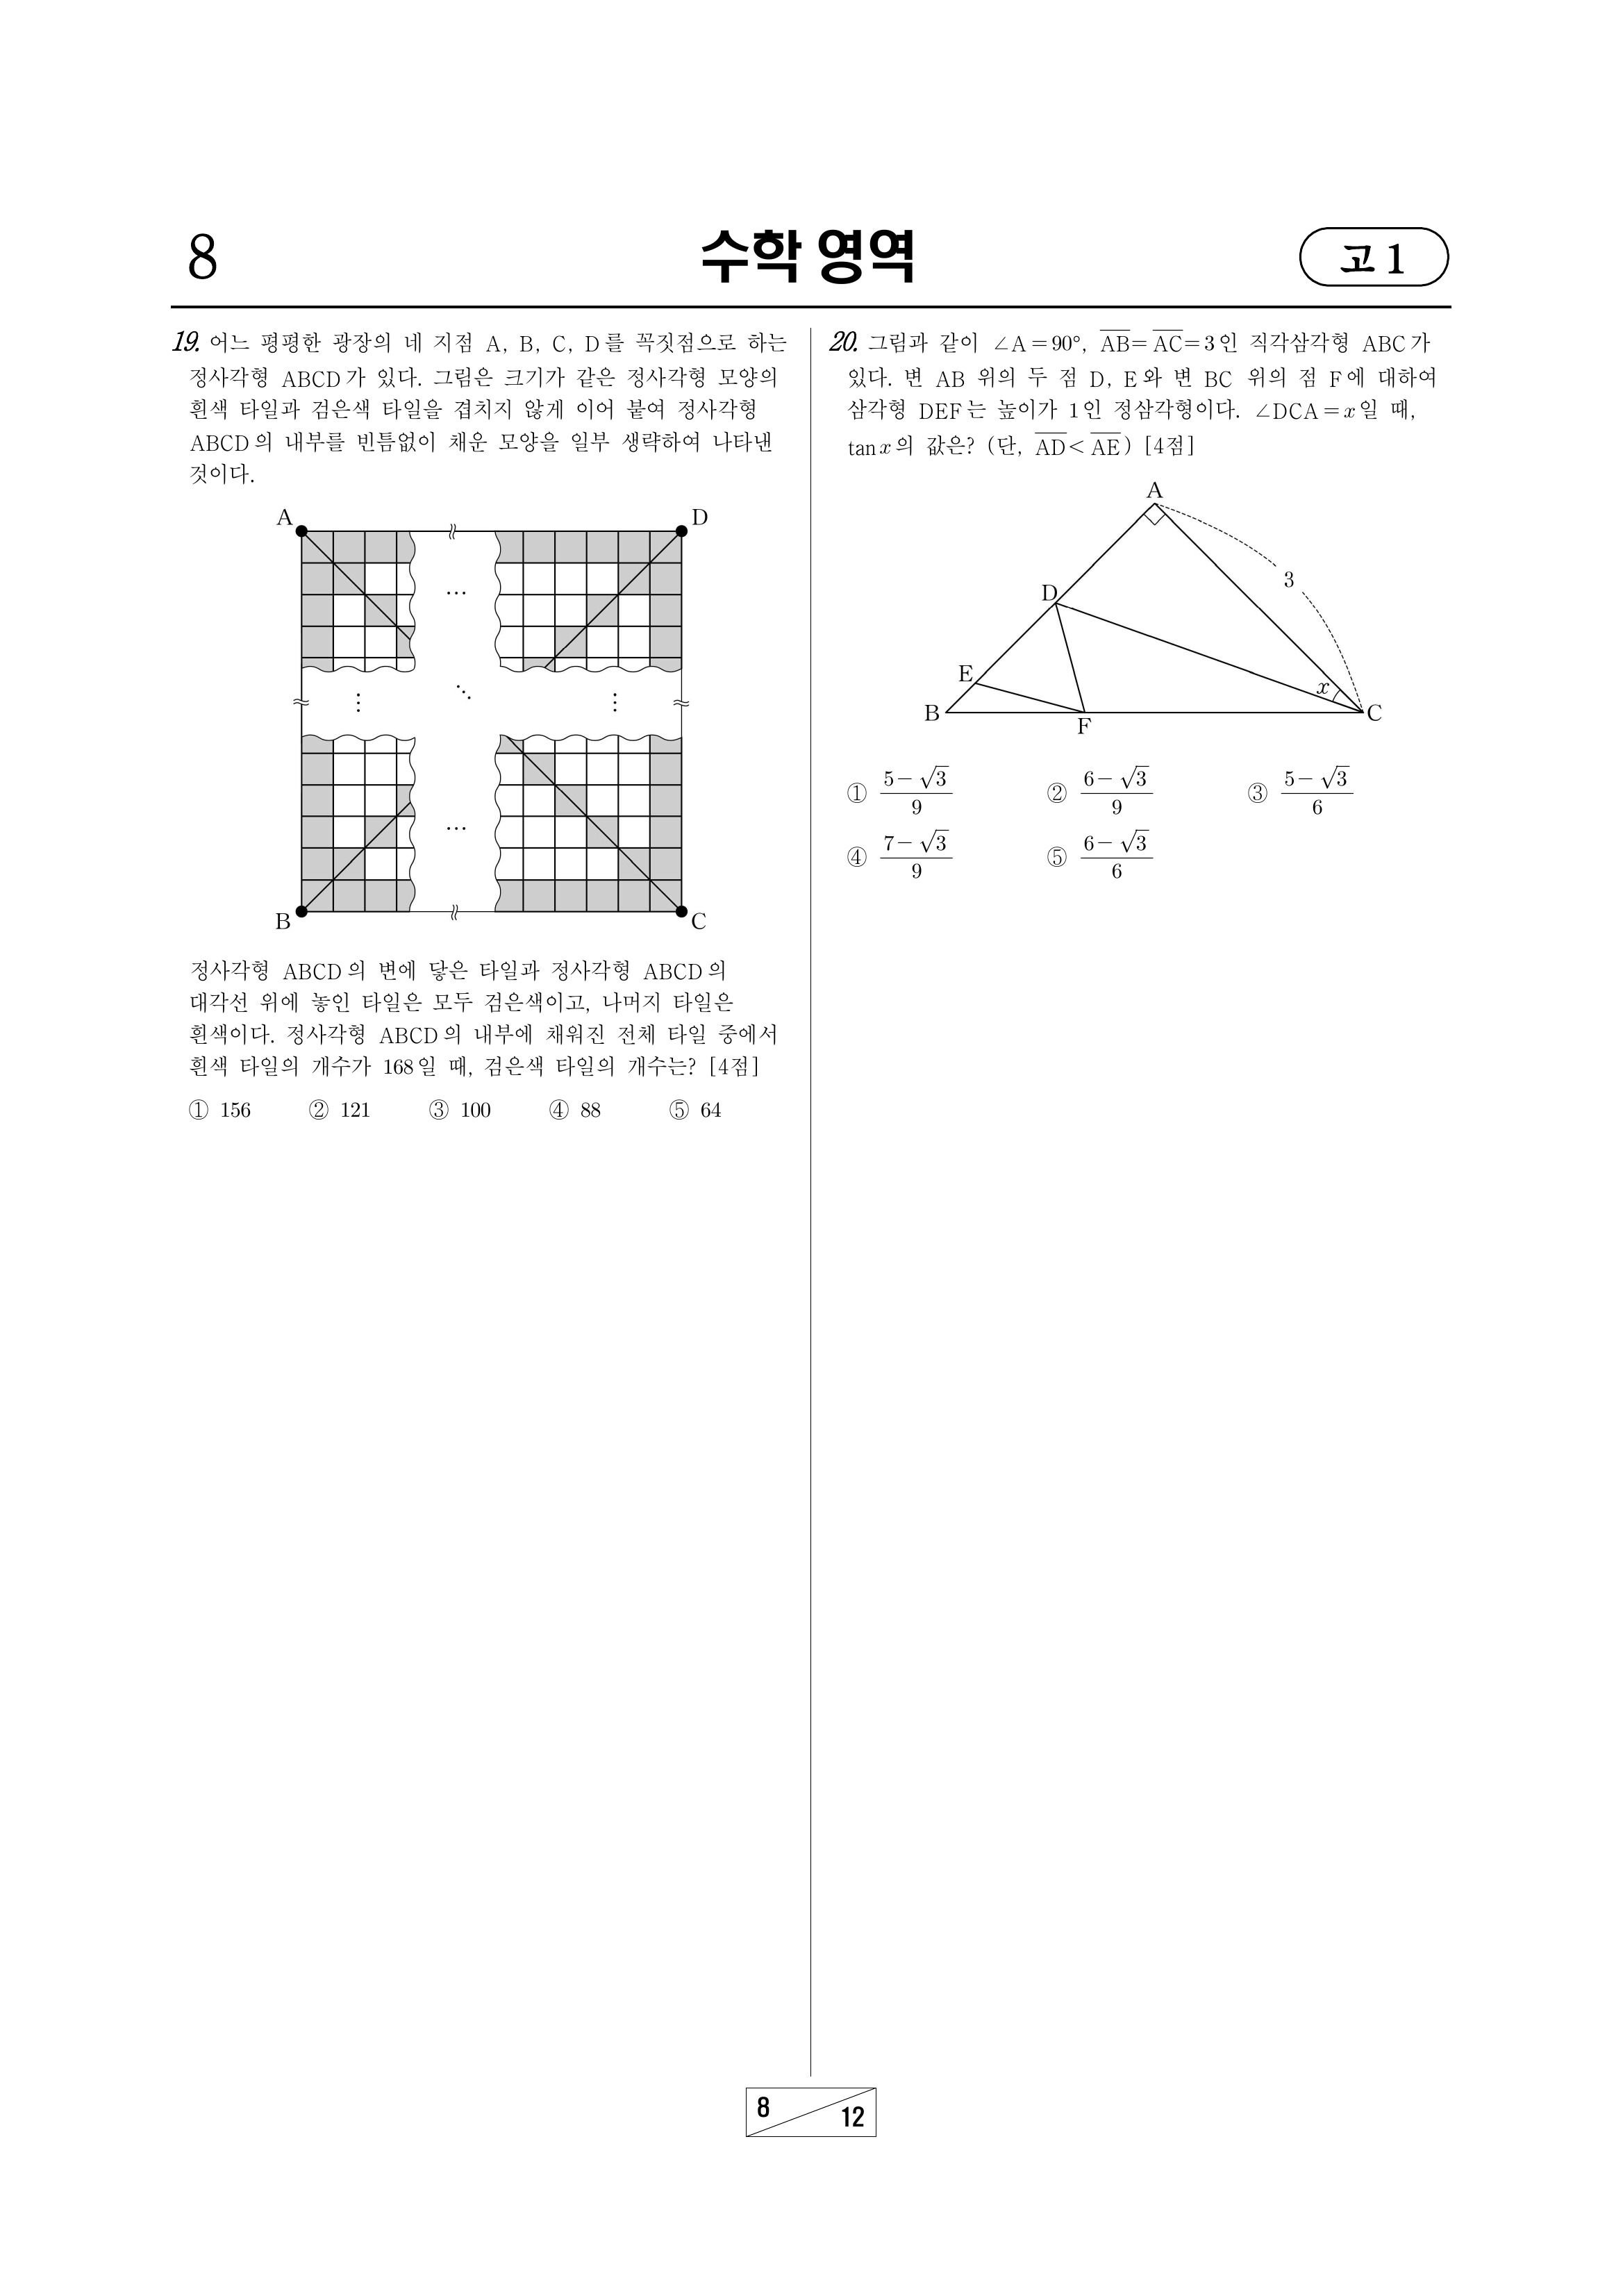 8
수학 영역
고 1
19. 어느 평평한 광장의 네 지점 A, B, C, D를 꼭짓점으로 하는
정사각형 ABCD가 있다. 그림은 크기가 같은 정사각형 모양의
흰색 타일과 검은색 타일을 겹치지 않게 이어 붙여 정사각형
ABCD의 내부를 빈틈없이 채운 모양을 일부 생략하여 나타낸
것이다.
A
D
B
C
정사각형 ABCD의 변에 닿은 타일과 정사각형 ABCD의
대각선 위에 놓인 타일은 모두 검은색이고, 나머지 타일은
흰색이다. 정사각형 ABCD의 내부에 채워진 전체 타일 중에서
흰색 타일의 개수가 168일 때, 검은색 타일의 개수는? [4점]
① 156 ② 121 ③ 100 ④ 88 ⑤ 64
20. 그림과 같이 ∠A=90°, \overline{AB}=\overline{AC}=3인 직각삼각형 ABC가
있다. 변 AB 위의 두 점 D, E와 변 BC 위의 점 F에 대하여
삼각형 DEF는 높이가 1인 정삼각형이다. ∠DCA=x일 때,
tan x의 값은? (단, \overline{AD}<\overline{AE}) [4점]
A
3
D
E
x
B
C
F
① \frac{5-\sqrt{3}}{9} ② \frac{6-\sqrt{3}}{9} ③ \frac{5-\sqrt{3}}{6}
④ \frac{7-\sqrt{3}}{9} ⑤ \frac{6-\sqrt{3}}{6}
8
12